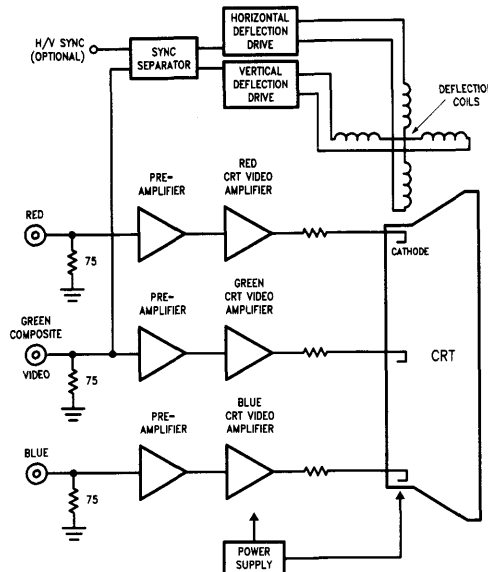 HORIZONTAL
DEFLECTION
DRIVE
H/V SYNC
(OPTIONAL)
SYNC
SEPARATOR
VERTICAL
DEFLECTION
DRIVE
DEFLECTION
COILS
PRE-
AMPLIFIER
RED
CRT VIDEO
AMPLIFIER
RED
75
CATHODE
PRE-
AMPLIFIER
GREEN
CRT VIDEO
AMPLIFIER
GREEN
COMPOSITE
VIDEO
75
CRT
PRE-
AMPLIFIER
BLUE
CRT VIDEO
AMPLIFIER
BLUE
75
POWER
SUPPLY